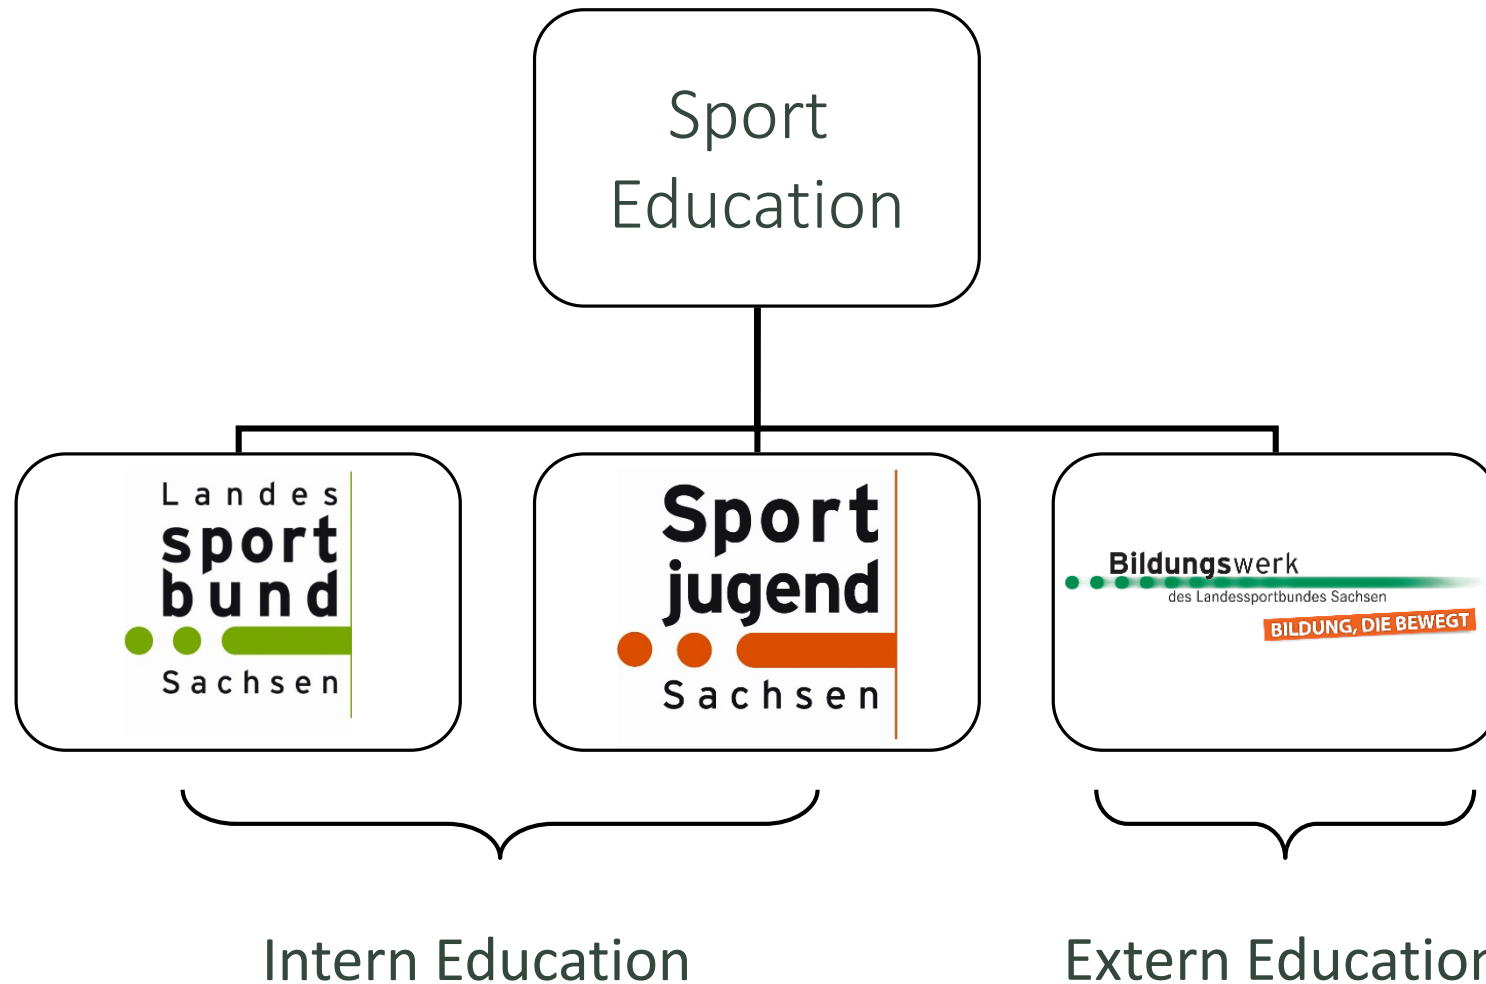 Sport
Education
Landes
sport
bund
Sachsen
Sport
jugend
Sachsen
Bildungswerk
des Landessportbundes Sachsen
BILDUNG, DIE BEWEGT
Intern Education
Extern Education